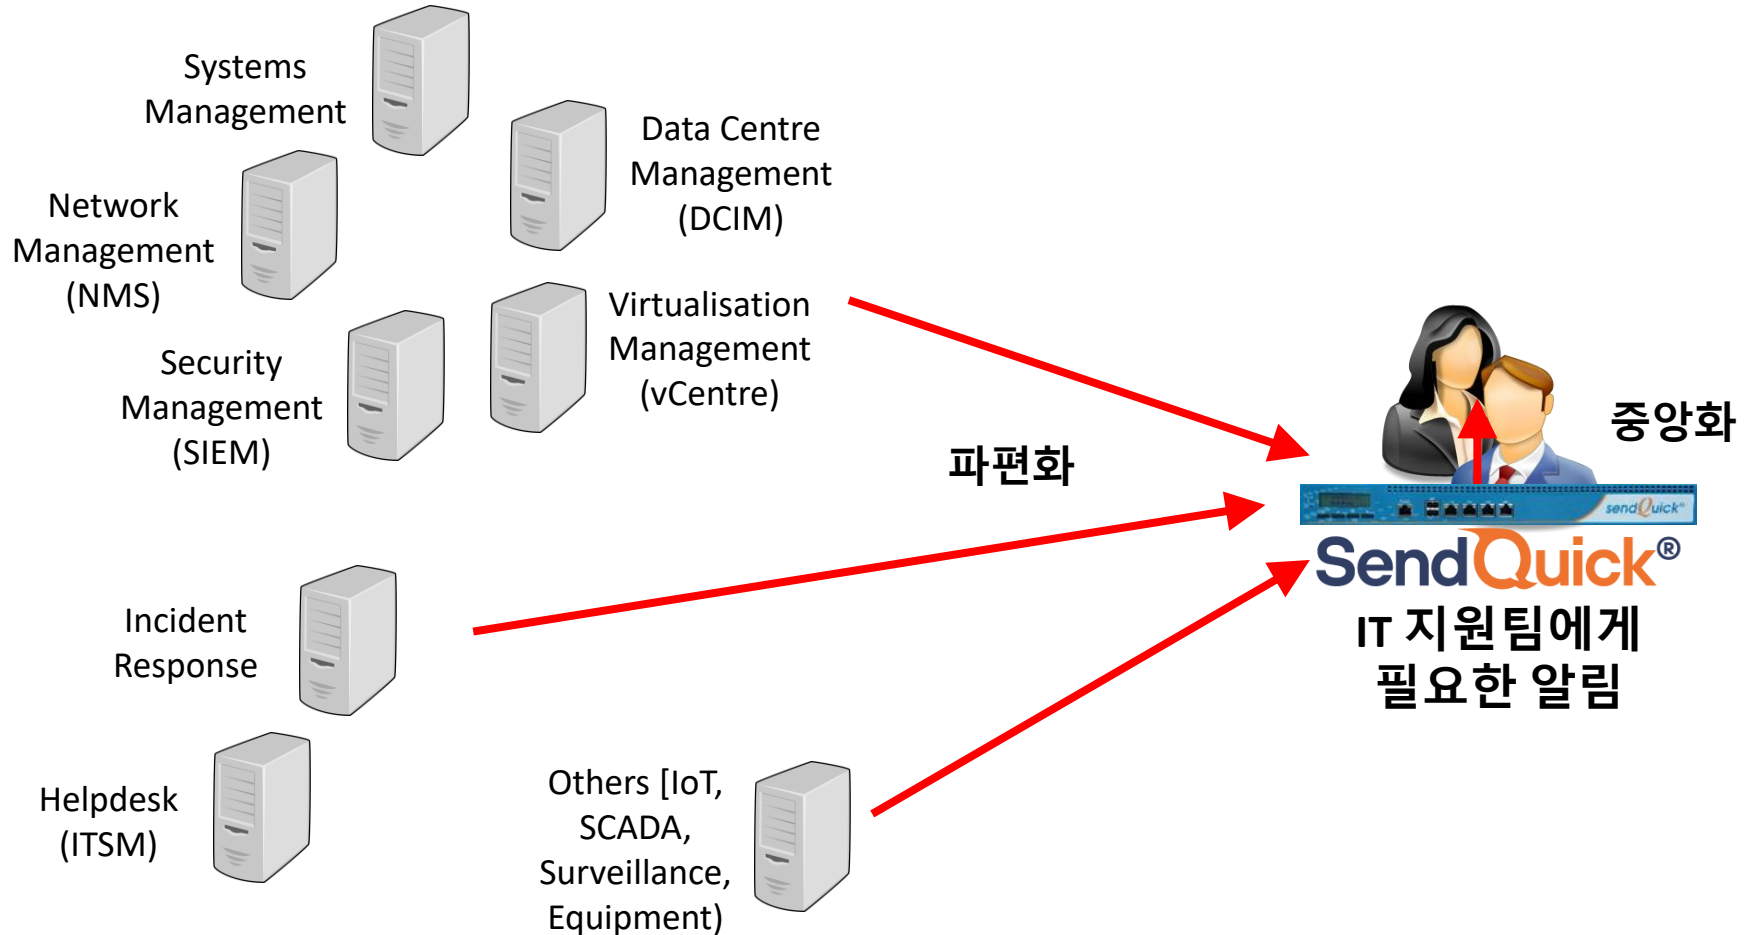 Systems
Management
Data Centre
Management
(DCIM)
Network
Management
(NMS)
Virtualisation
Management
(vCentre)
Security
Management
(SIEM)
파편화
중앙화
sendQuick®
SendQuick®
IT 지원팀에게
필요한 알림
Incident
Response
Helpdesk
(ITSM)
Others [IoT,
SCADA,
Surveillance,
Equipment)